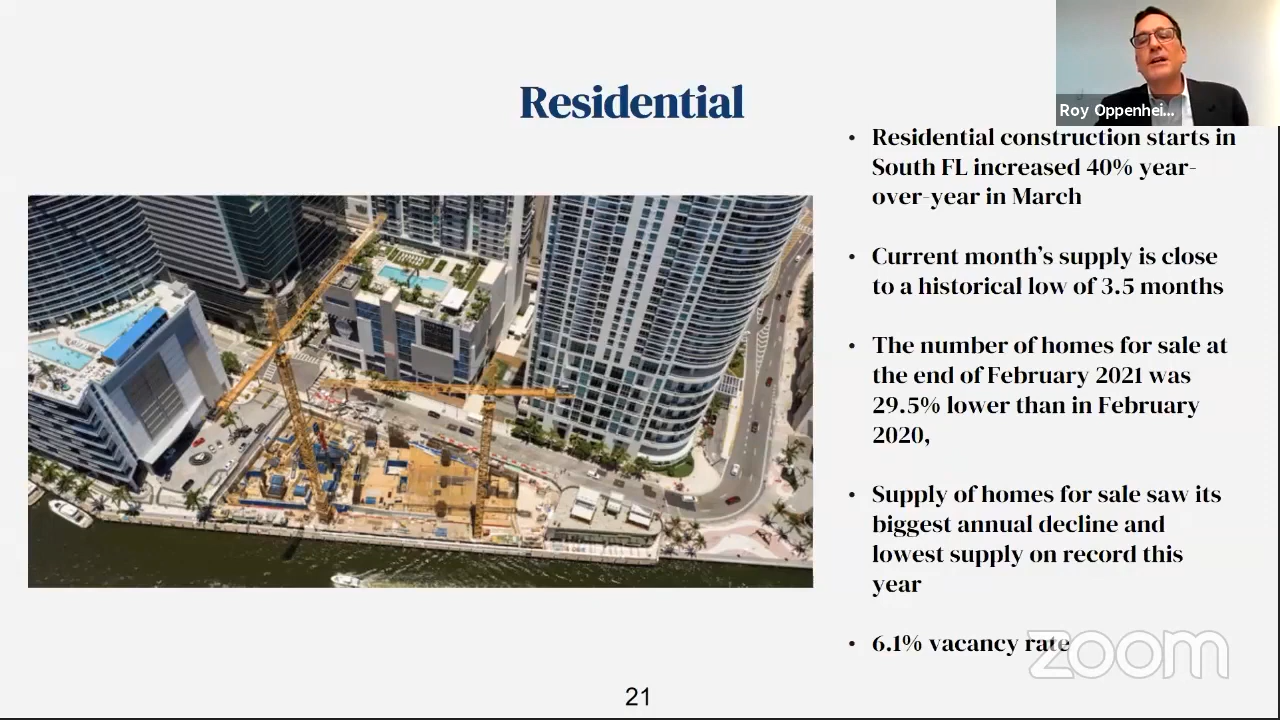 Roy Oppenhei...
Residential
• Residential construction starts in
South FL increased 40% year-
over-year in March
• Current month's supply is close
to a historical low of 3.5 months
• The number of homes for sale at
the end of February 2021 was
29.5% lower than in February
2020,
• Supply of homes for sale saw its
biggest annual decline and
lowest supply on record this
year
• 6.1% vacancy rate
zoom
21